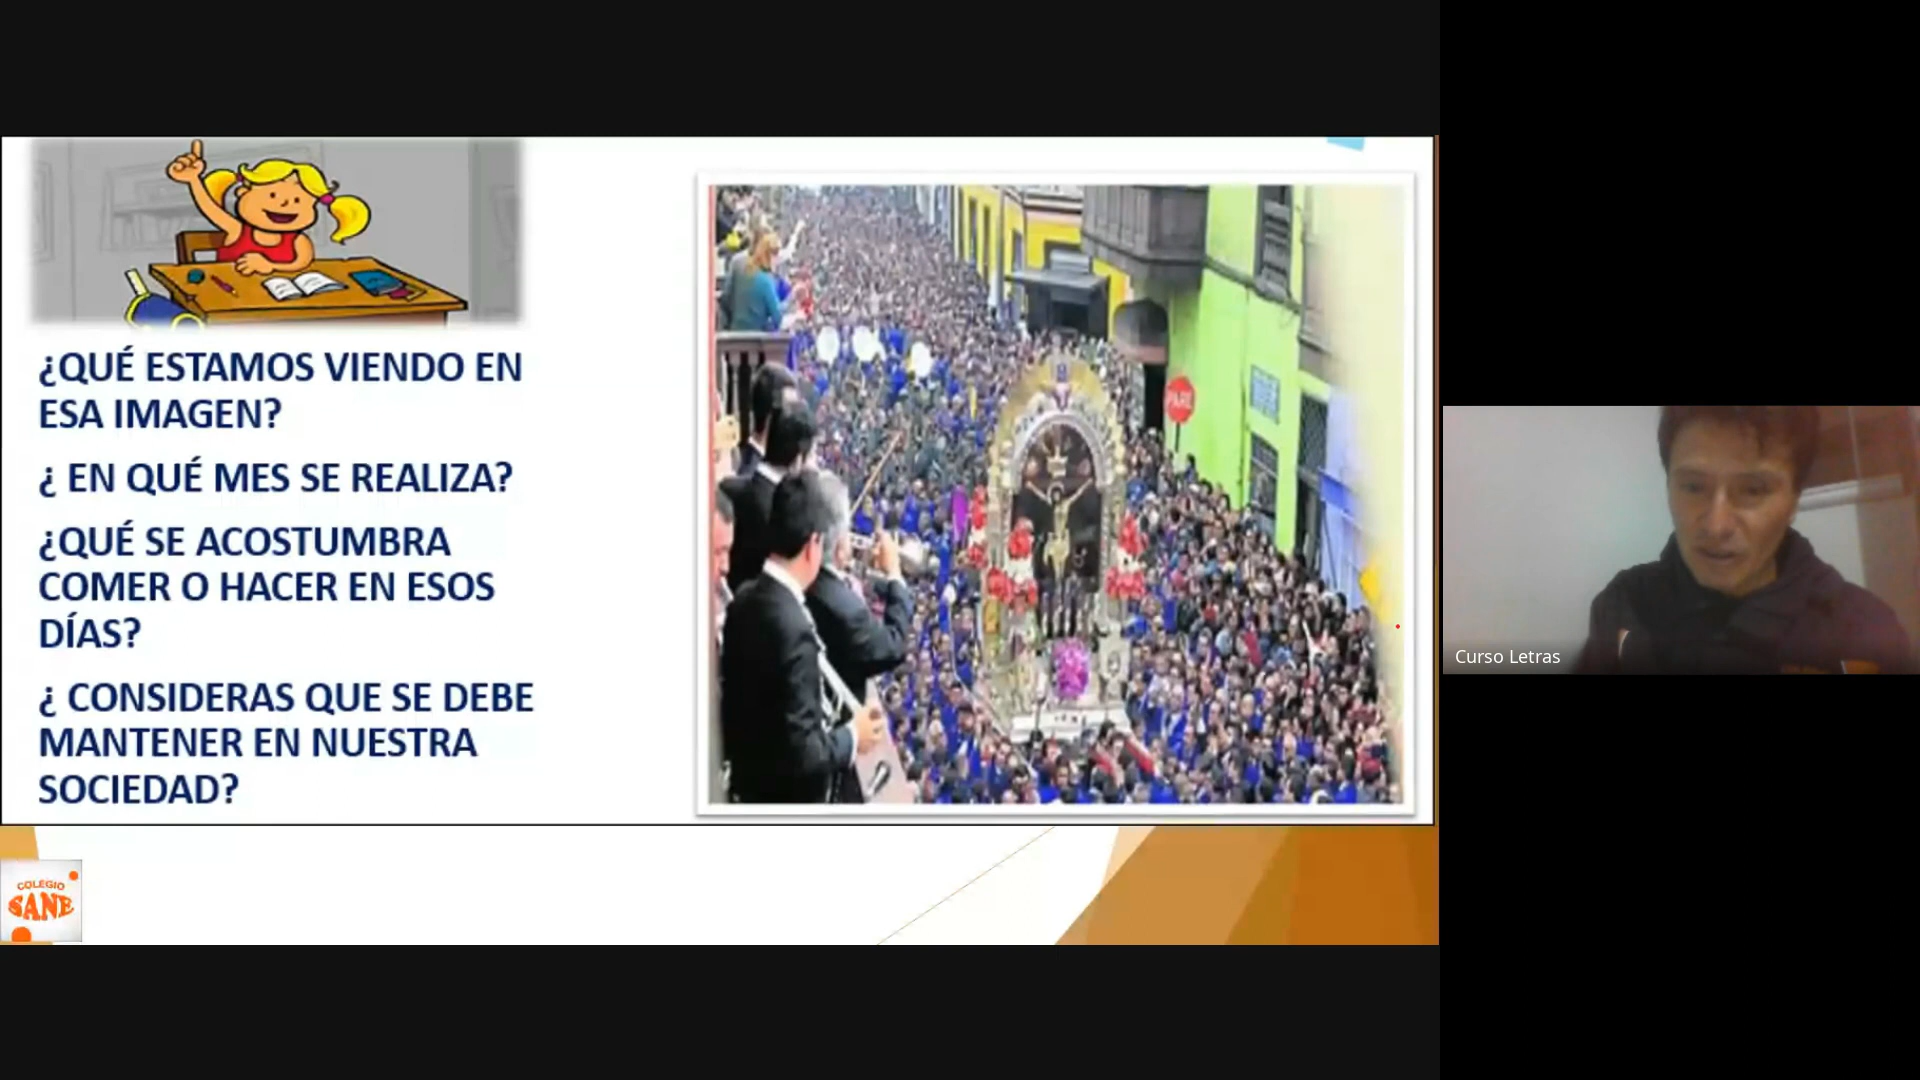 ¿QUÉ ESTAMOS VIENDO EN
ESA IMAGEN?
¿ EN QUÉ MES SE REALIZA?
¿QUÉ SE ACOSTUMBRA
COMER O HACER EN ESOS
DÍAS?
¿ CONSIDERAS QUE SE DEBE
MANTENER EN NUESTRA
SOCIEDAD?
PARE
COLEGIO
SANE
Curso Letras